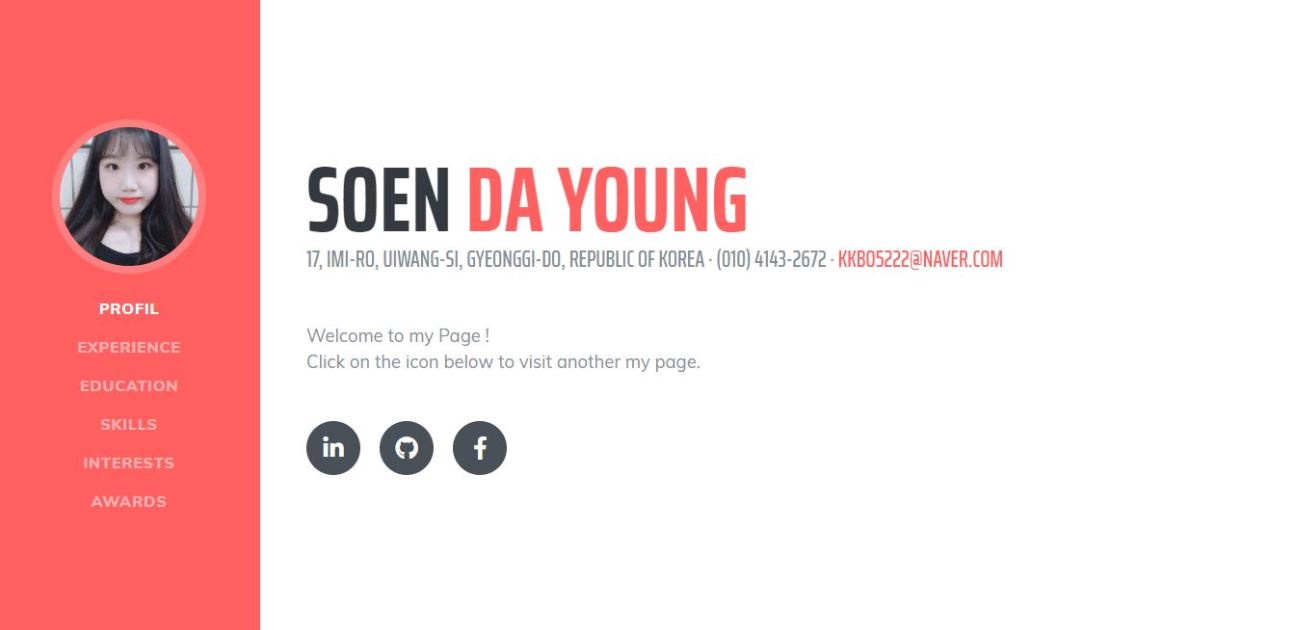 PROFIL
EXPERIENCE
EDUCATION
SKILLS
INTERESTS
AWARDS
SOEN DA YOUNG
17, IMI-RO, UIWANG-SI, GYEONGGI-DO, REPUBLIC OF KOREA · (010) 4143-2672 · KKBO5222@NAVER.COM
Welcome to my Page !
Click on the icon below to visit another my page.
in
f